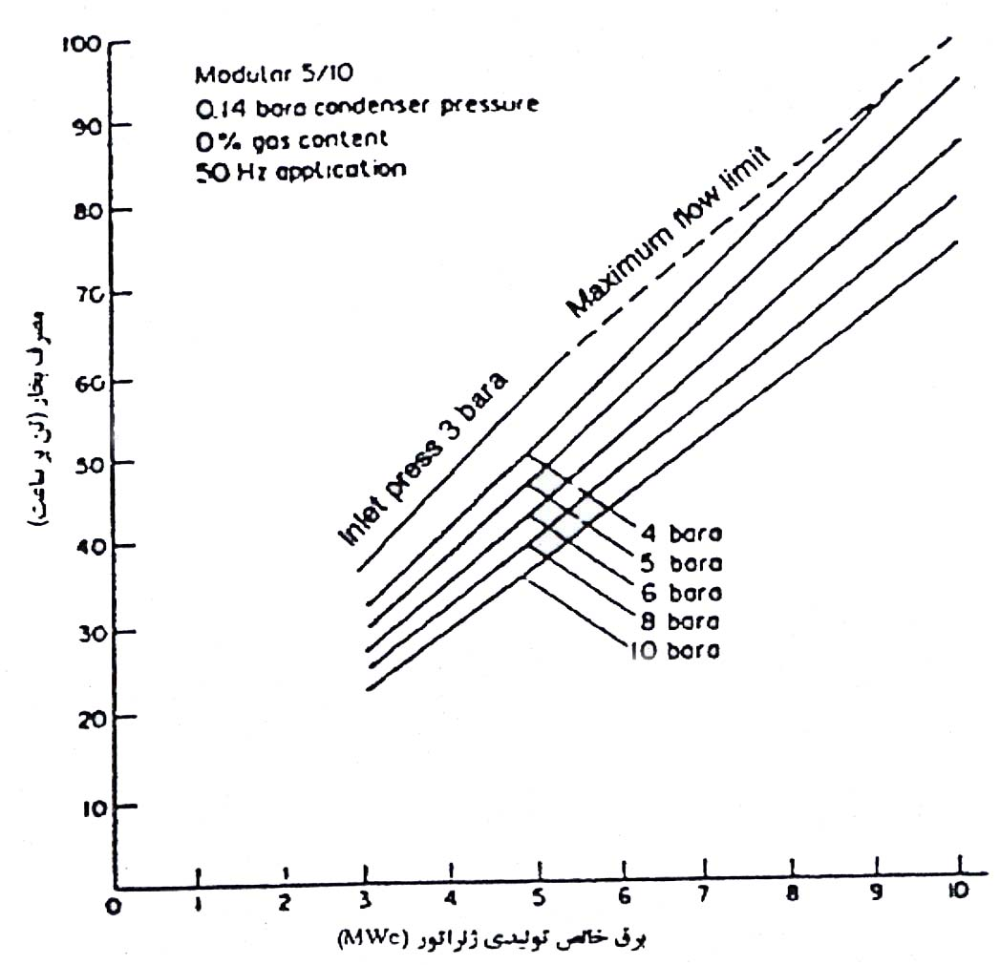 100
Modular 5/10
0.14 bara condenser pressure
90
0% gas content
50 Hz application
80
Maximum flow limit
70
مصرف بخار (تن بر ساعت)
60
Inlet press 3 bara
50
40
4 bara
5 bara
6 bara
30
8 bara
10 bara
20
10
0 1 2 3 4 5 6 7 8 9 10
برق خالص تولیدی ژنراتور (MWe)